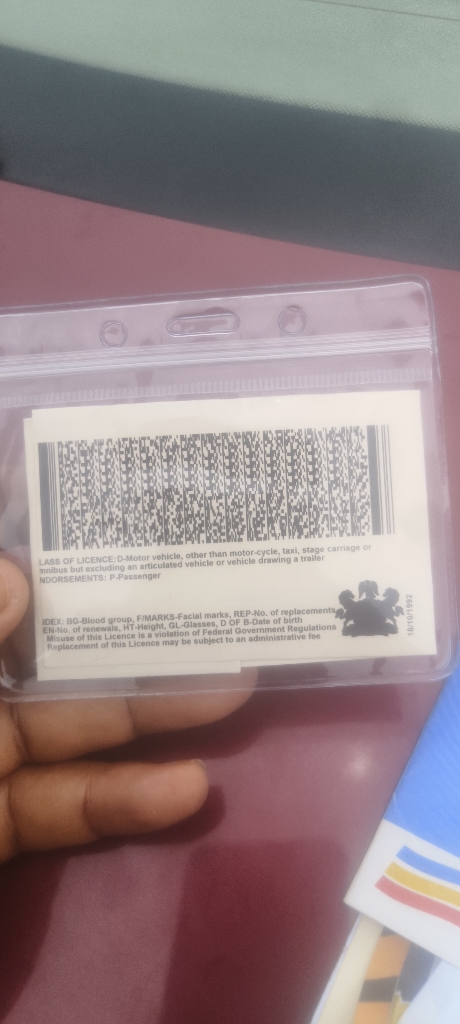 LASS OF LICENCE:D-Motor vehicle, other than motor-cycle, taxi, stage carriage or
mnibus but excluding an articulated vehicle or vehicle drawing a trailer
NDORSEMENTS: P-Passenger
IDEX: BG-Blood group, F/MARKS-Facial marks, REP-No. of replacements
EN-No. of renewals, HT-Height, GL-Glasses, D OF B-Date of birth
Misuse of this Licence is a violation of Federal Government Regulations
Replacement of this Licence may be subject to an administrative fee
18/10/1992